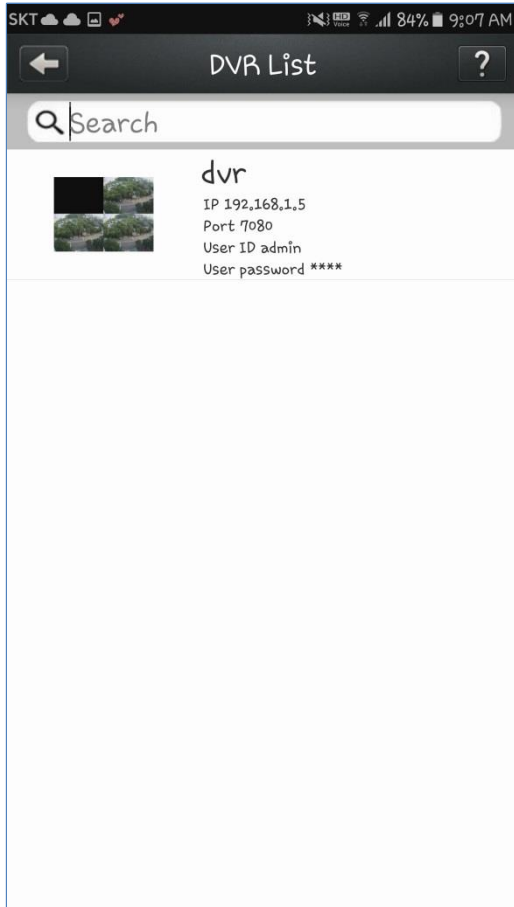 SKT 84% 9:07 AM
DVR List ?
Search
dvr
IP 192.168.1.5
Port 7080
User ID admin
User password ****